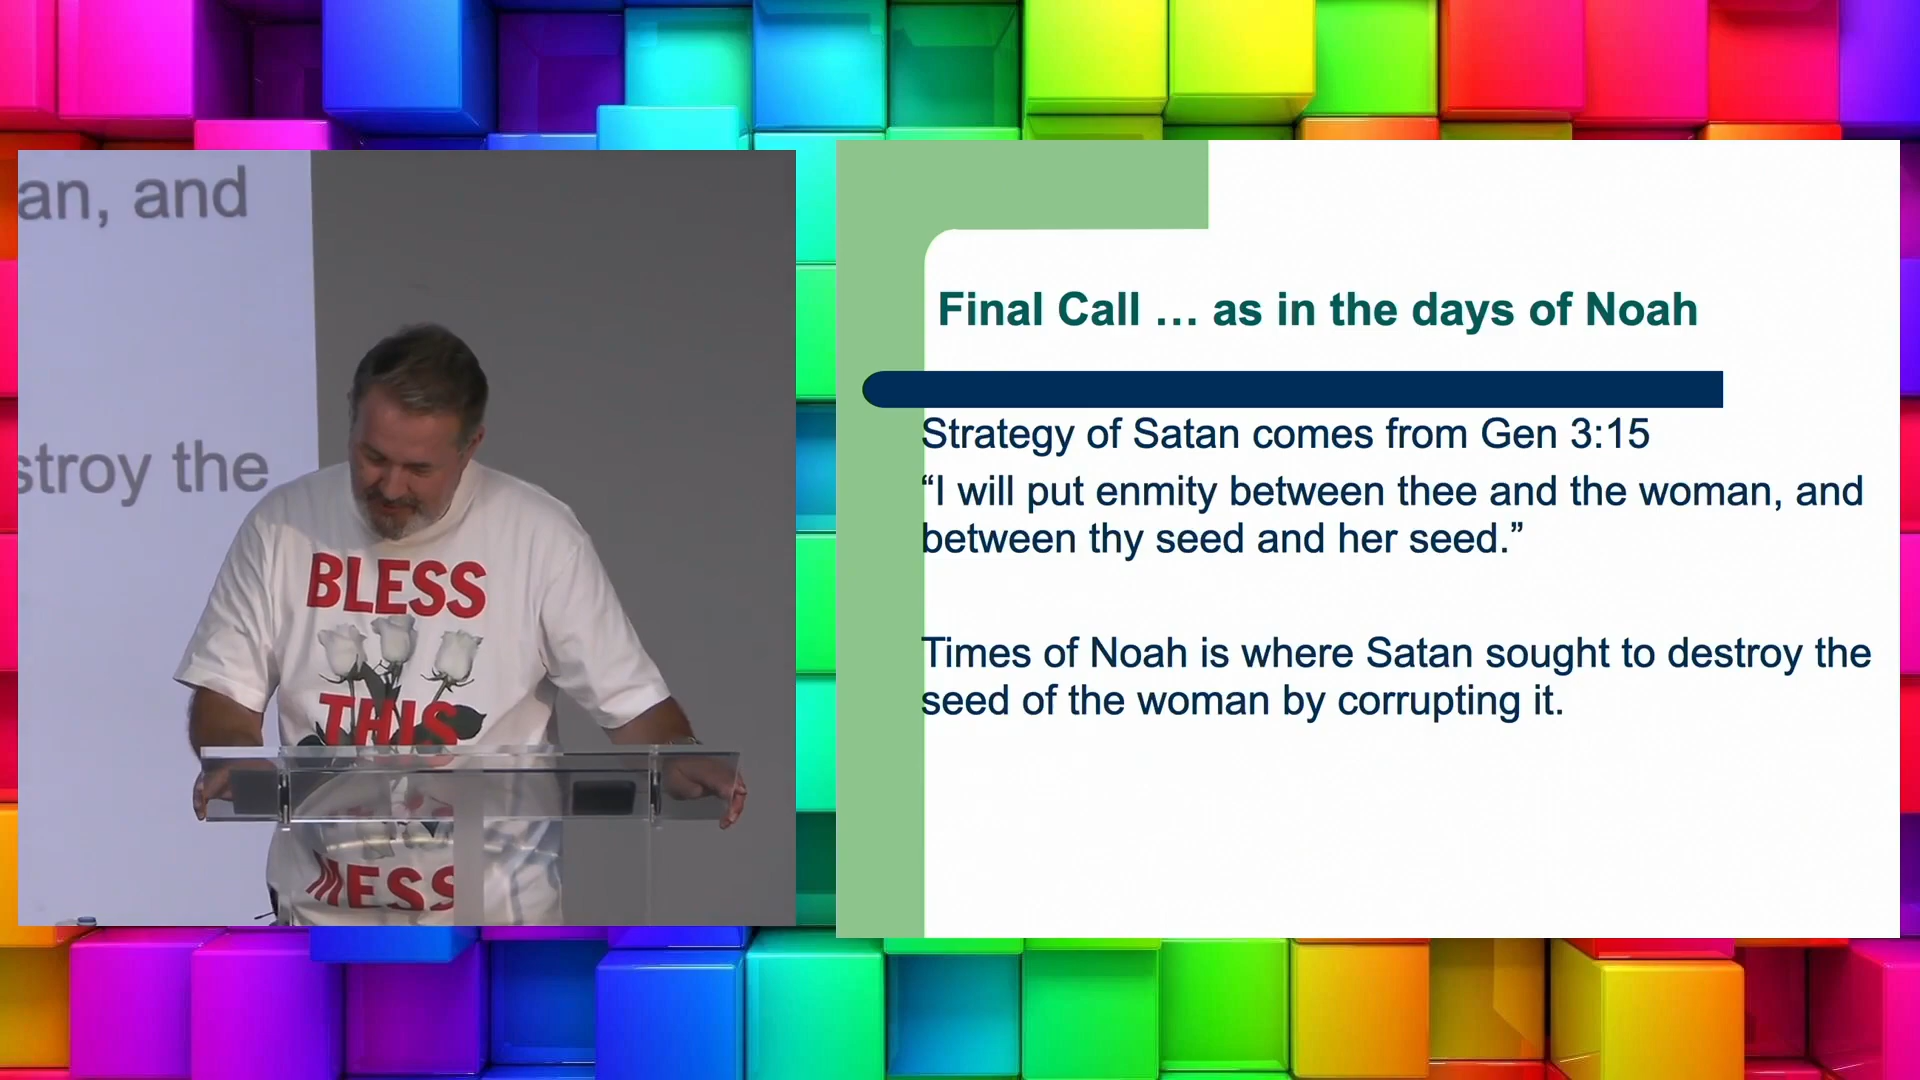 an, and
stroy the
BLESS
THIS
MESS
Final Call … as in the days of Noah
Strategy of Satan comes from Gen 3:15
“I will put enmity between thee and the woman, and
between thy seed and her seed.”
Times of Noah is where Satan sought to destroy the
seed of the woman by corrupting it.